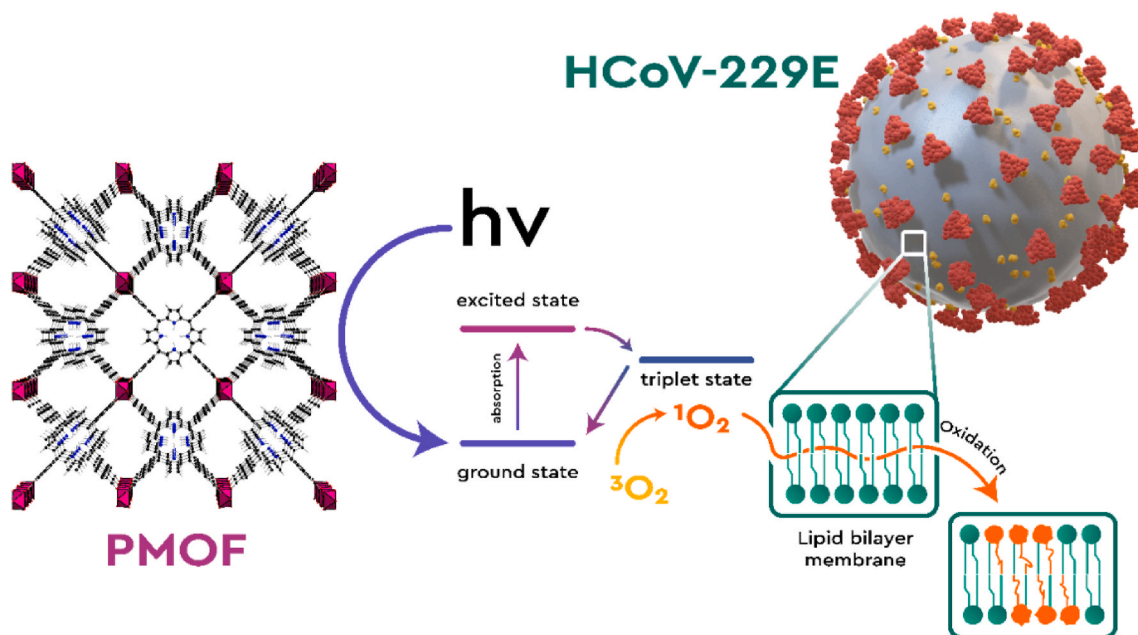 HCoV-229E
hv
excited state
absorption
triplet state
ground state
¹O₂
³O₂
Oxidation
Lipid bilayer
membrane
PMOF